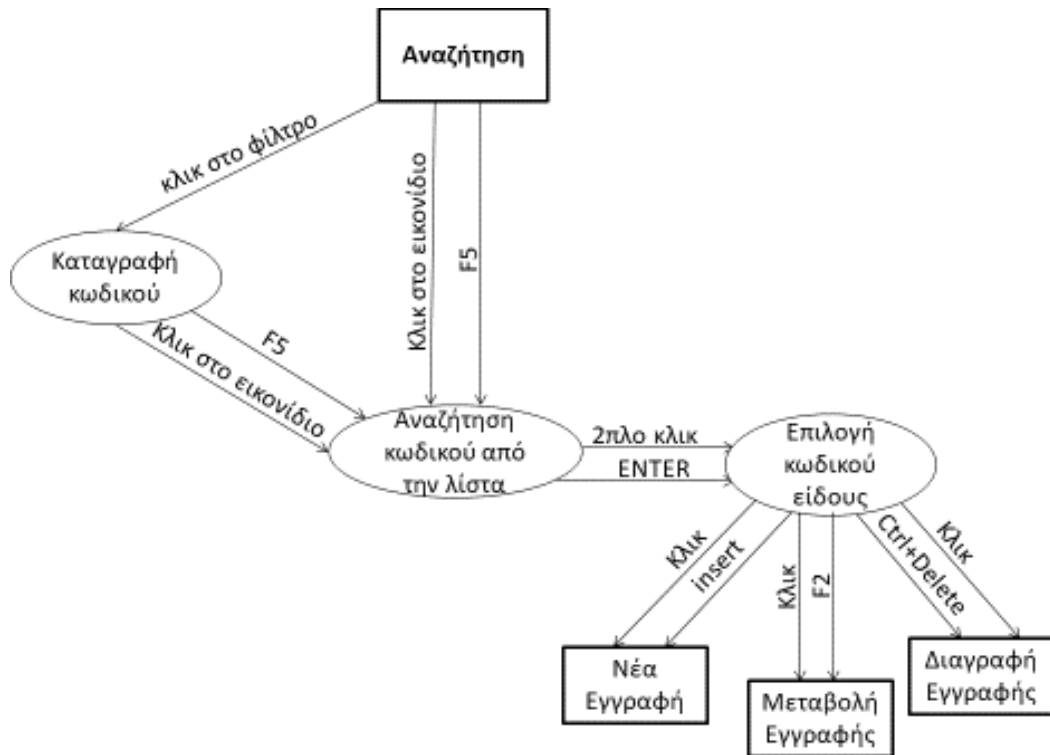 Αναζήτηση
κλικ στο φίλτρο
Κλικ στο εικονίδιο
F5
Καταγραφή
κωδικού
F5
Κλικ στο εικονίδιο
Αναζήτηση
κωδικού από
την λίστα
2πλο κλικ
ENTER
Επιλογή
κωδικού
είδους
Κλικ
insert
Κλικ
F2
Ctrl+Delete
Κλικ
Νέα
Εγγραφή
Μεταβολή
Εγγραφής
Διαγραφή
Εγγραφής